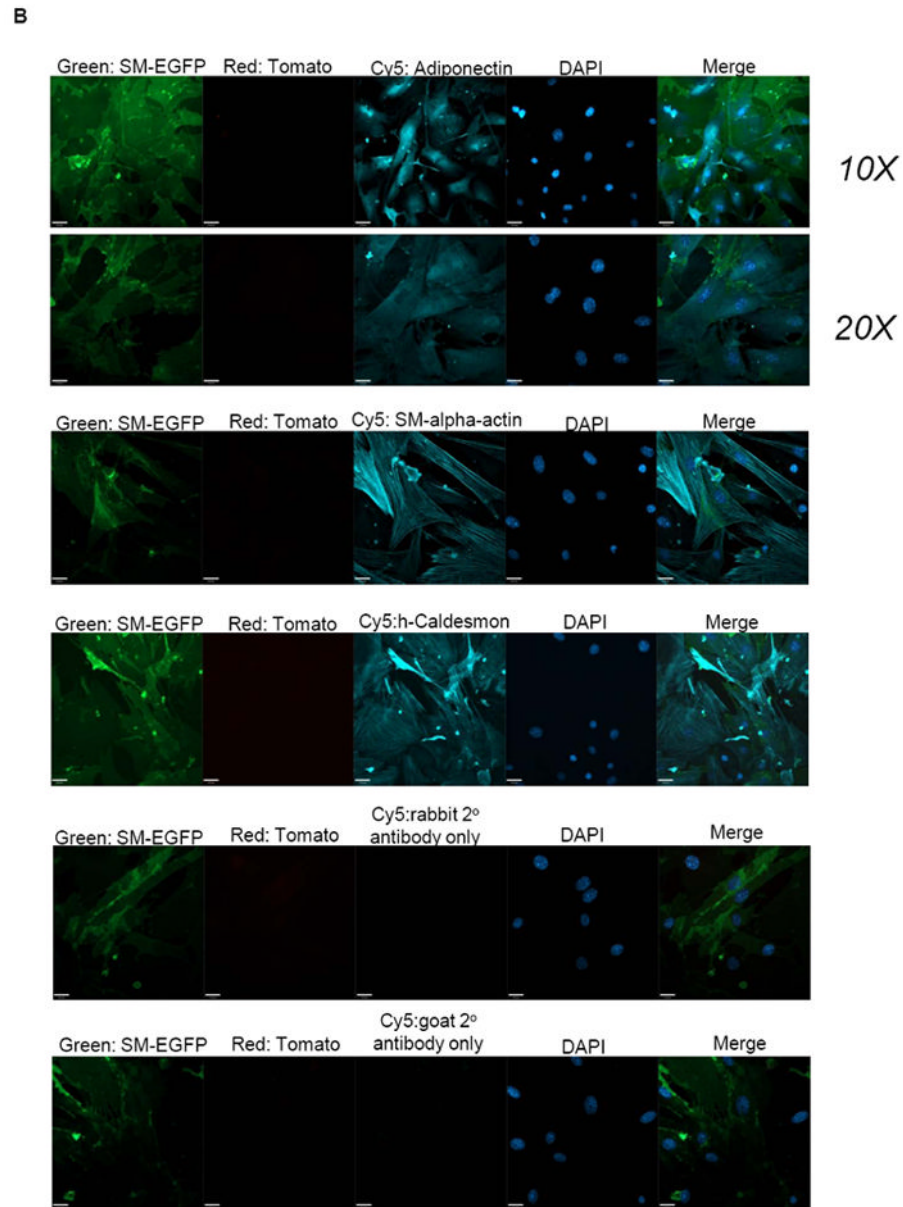 B
Green: SM-EGFP Red: Tomato Cy5: Adiponectin DAPI Merge
10X
20X
Green: SM-EGFP Red: Tomato Cy5: SM-alpha-actin DAPI Merge
Green: SM-EGFP Red: Tomato Cy5:h-Caldesmon DAPI Merge
Cy5:rabbit 2º
Green: SM-EGFP Red: Tomato antibody only DAPI Merge
Cy5:goat 2º
Green: SM-EGFP Red: Tomato antibody only DAPI Merge